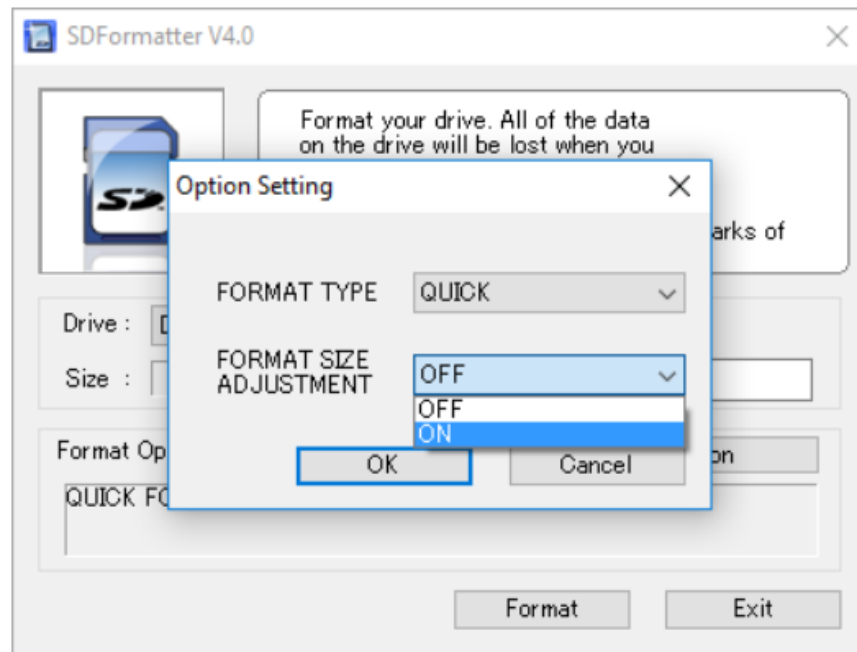 SDFormatter V4.0
Format your drive. All of the data
on the drive will be lost when you
arks of
Option Setting
FORMAT TYPE QUICK
FORMAT SIZE
ADJUSTMENT OFF
OFF
ON
OK Cancel
Drive :
Size :
Format Op on
QUICK FO
Format Exit